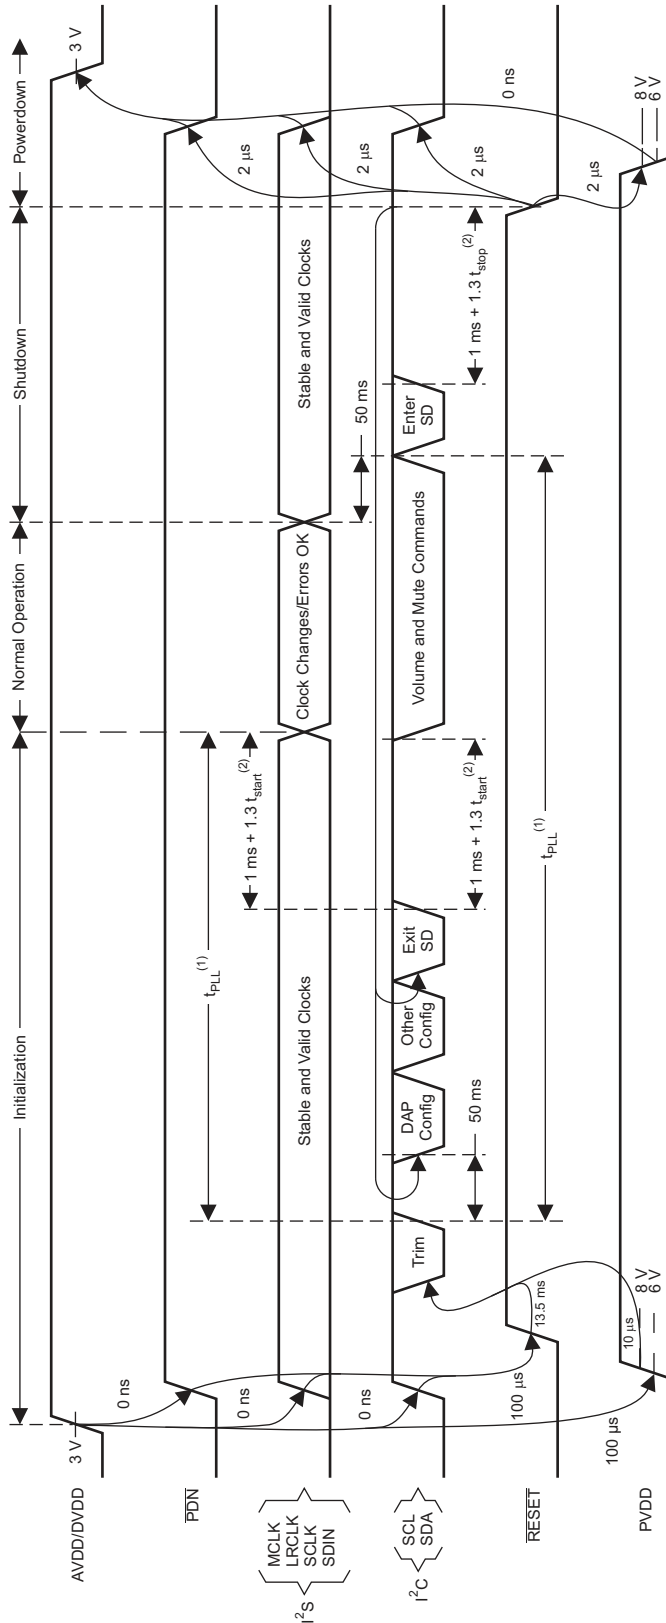 Initialization
Normal Operation
Shutdown
Powerdown
AVDD/DVDD
3 V
3 V
0 ns
PDN
t_PLL^(1)
0 ns
2 μs
1 ms + 1.3 t_start^(2)
I²S
MCLK
LRCLK
SCLK
SDIN
Stable and Valid Clocks
Clock Changes/Errors OK
Stable and Valid Clocks
0 ns
50 ms
2 μs
I²C
SCL
SDA
Trim
DAP
Config
Other
Config
Exit
SD
Volume and Mute Commands
Enter
SD
50 ms
1 ms + 1.3 t_start^(2)
1 ms + 1.3 t_stop^(2)
2 μs
0 ns
RESET
100 μs
13.5 ms
t_PLL^(1)
2 μs
PVDD
100 μs
10 μs
8 V
6 V
8 V
6 V